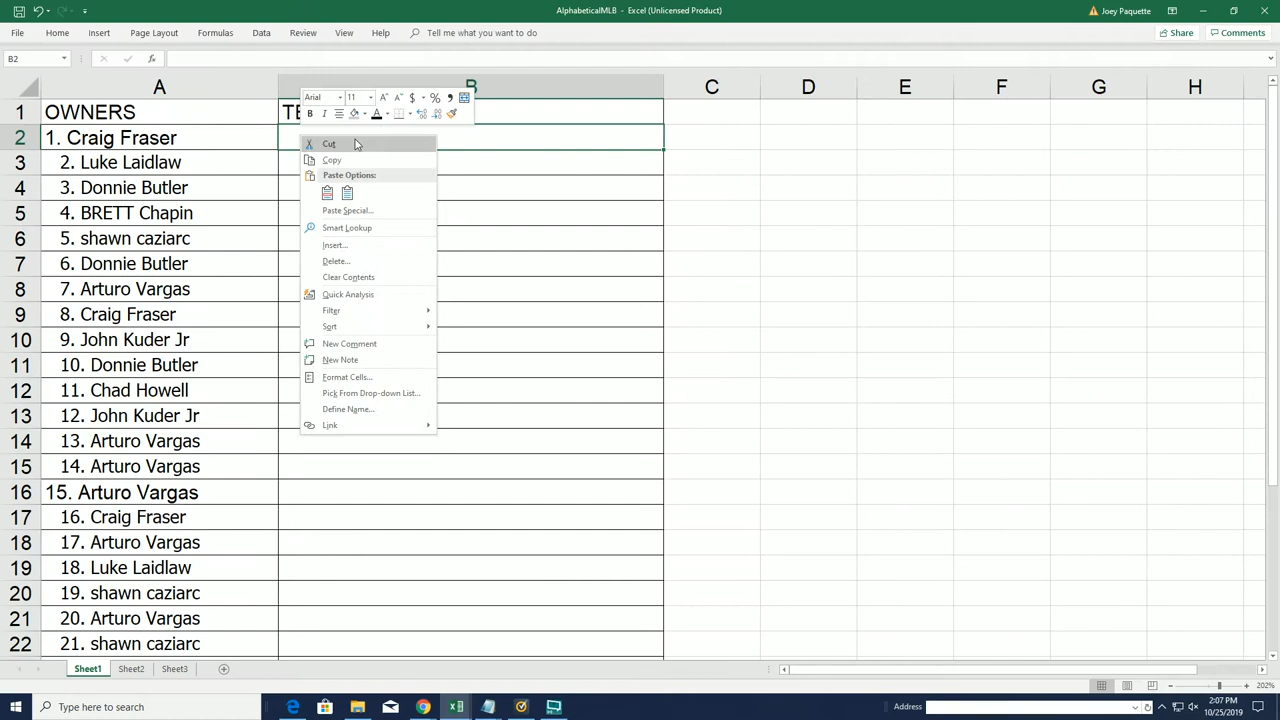 AlphabeticalMLB - Excel (Unlicensed Product)
Joey Paquette
File Home Insert Page Layout Formulas Data Review View Help Tell me what you want to do
Share Comments
B2 fx
Arial 11 A A $ % ,
B I A
A B C D E F G H
1 OWNERS TE
2 1. Craig Fraser
3 2. Luke Laidlaw
4 3. Donnie Butler
5 4. BRETT Chapin
6 5. shawn caziarc
7 6. Donnie Butler
8 7. Arturo Vargas
9 8. Craig Fraser
10 9. John Kuder Jr
11 10. Donnie Butler
12 11. Chad Howell
13 12. John Kuder Jr
14 13. Arturo Vargas
15 14. Arturo Vargas
16 15. Arturo Vargas
17 16. Craig Fraser
18 17. Arturo Vargas
19 18. Luke Laidlaw
20 19. shawn caziarc
21 20. Arturo Vargas
22 21. shawn caziarc
Cut
Copy
Paste Options:
Paste Special...
Smart Lookup
Insert...
Delete...
Clear Contents
Quick Analysis
Filter
Sort
New Comment
New Note
Format Cells...
Pick From Drop-down List...
Define Name...
Link
Sheet1 Sheet2 Sheet3
202%
Type here to search
Address
2:07 PM
10/25/2019